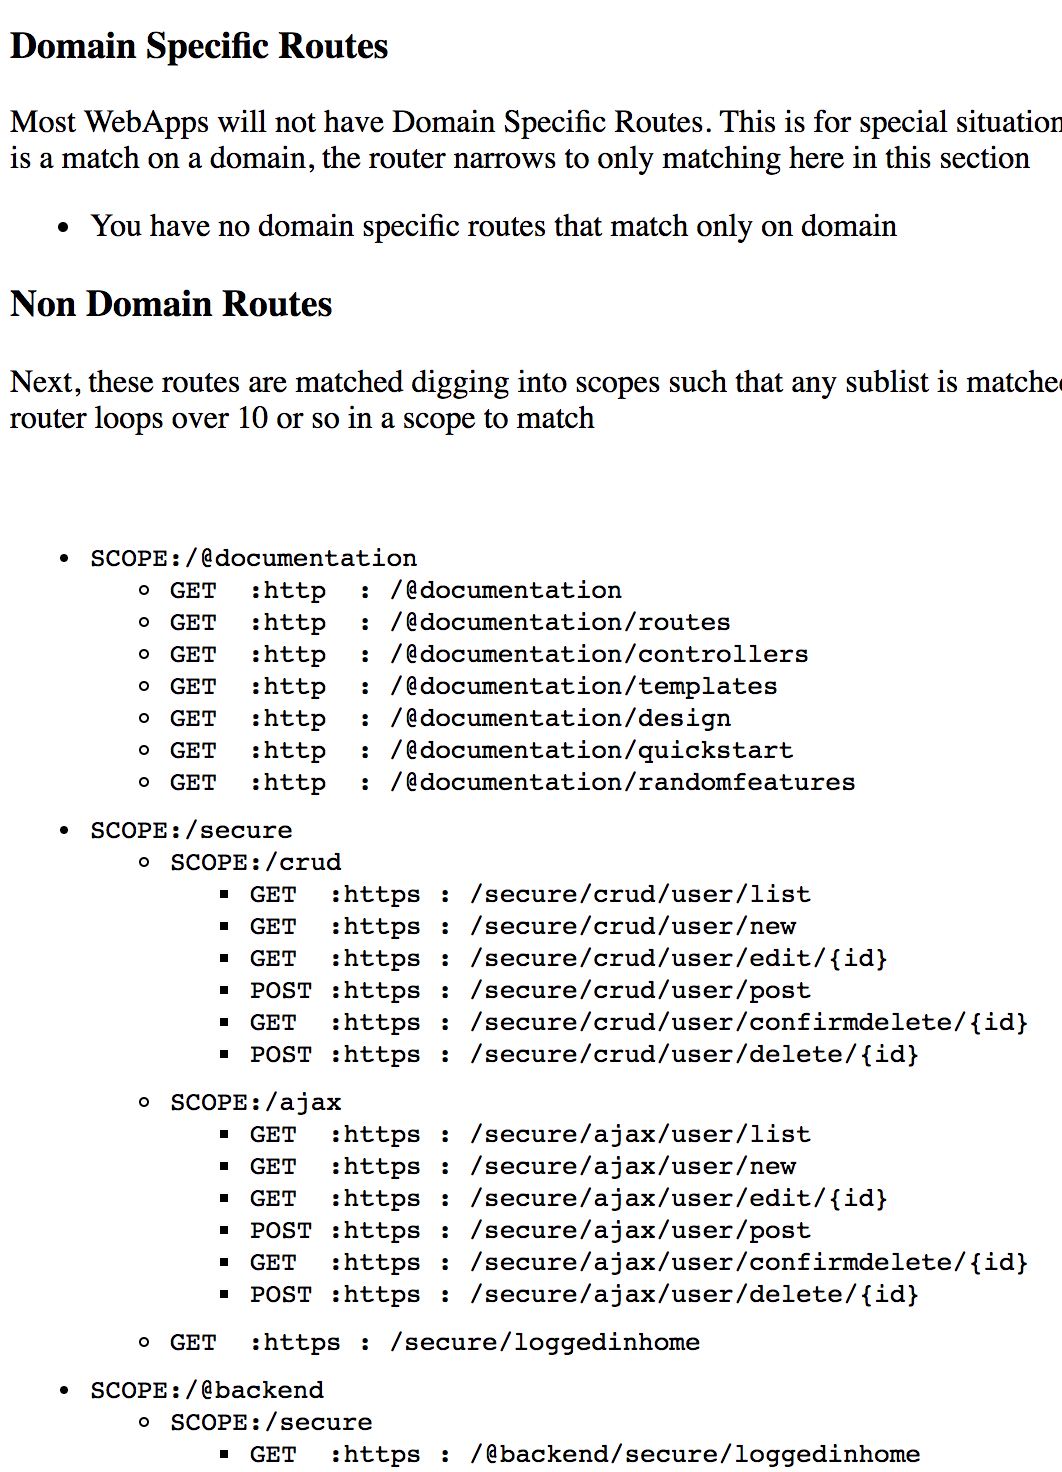 Domain Specific Routes
Most WebApps will not have Domain Specific Routes. This is for special situation
is a match on a domain, the router narrows to only matching here in this section
• You have no domain specific routes that match only on domain
Non Domain Routes
Next, these routes are matched digging into scopes such that any sublist is matched
router loops over 10 or so in a scope to match
• SCOPE:/@documentation
◦ GET :http : /@documentation
◦ GET :http : /@documentation/routes
◦ GET :http : /@documentation/controllers
◦ GET :http : /@documentation/templates
◦ GET :http : /@documentation/design
◦ GET :http : /@documentation/quickstart
◦ GET :http : /@documentation/randomfeatures
• SCOPE:/secure
◦ SCOPE:/crud
▪ GET :https : /secure/crud/user/list
▪ GET :https : /secure/crud/user/new
▪ GET :https : /secure/crud/user/edit/{id}
▪ POST :https : /secure/crud/user/post
▪ GET :https : /secure/crud/user/confirmdelete/{id}
▪ POST :https : /secure/crud/user/delete/{id}
◦ SCOPE:/ajax
▪ GET :https : /secure/ajax/user/list
▪ GET :https : /secure/ajax/user/new
▪ GET :https : /secure/ajax/user/edit/{id}
▪ POST :https : /secure/ajax/user/post
▪ GET :https : /secure/ajax/user/confirmdelete/{id}
▪ POST :https : /secure/ajax/user/delete/{id}
◦ GET :https : /secure/loggedinhome
• SCOPE:/@backend
◦ SCOPE:/secure
▪ GET :https : /@backend/secure/loggedinhome